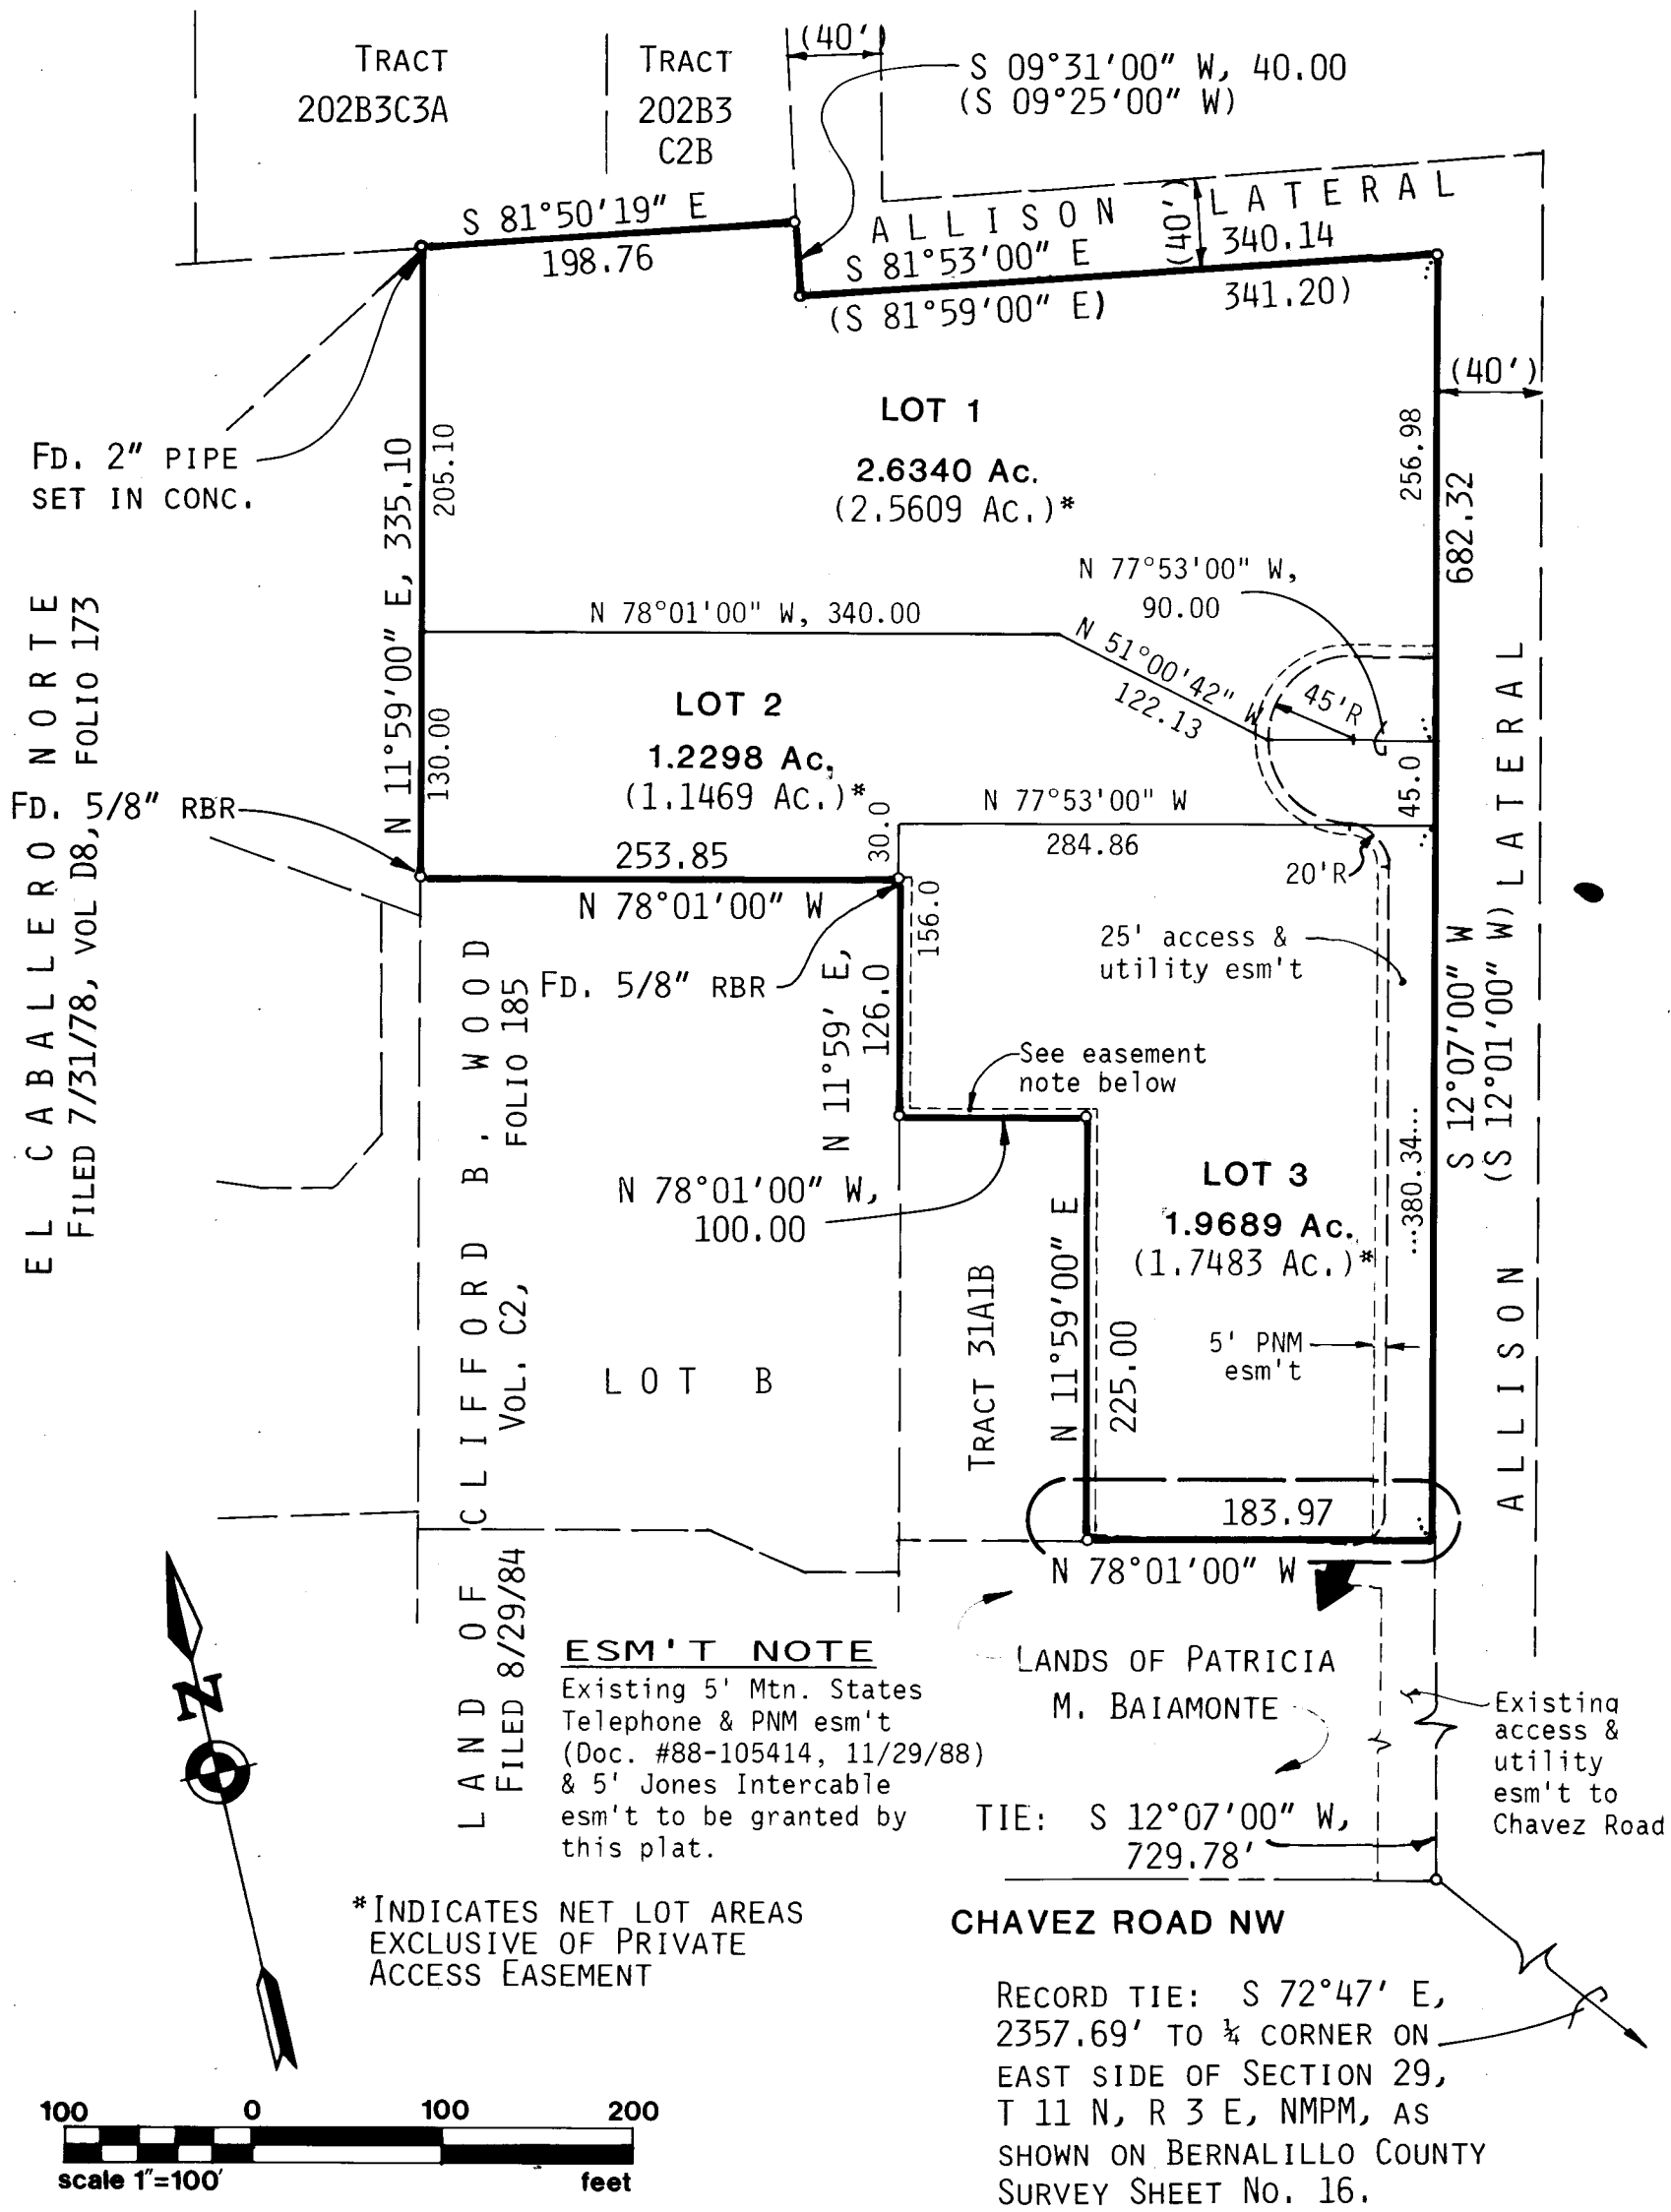 TRACT
202B3C3A
TRACT
202B3
C2B
(40')
S 09°31'00" W, 40.00
(S 09°25'00" W)
S 81°50'19" E
198.76
ALLISON LATERAL
(40')
S 81°53'00" E
340.14
(S 81°59'00" E)
341.20)
(40')
FD. 2" PIPE
SET IN CONC.
N 11°59'00" E, 335.10
205.10
LOT 1
2.6340 Ac.
(2.5609 AC.)*
256.98
682.32
N 77°53'00" W,
90.00
N 78°01'00" W, 340.00
N 51°00'42" W
122.13
45'R
EL CABALLERO NORTE
FILED 7/31/78, VOL D8, FOLIO 173
LOT 2
1.2298 Ac.
(1.1469 AC.)*
130.00
FD. 5/8" RBR
253.85
N 78°01'00" W
30.0
N 77°53'00" W
284.86
45.0
20'R
156.0
FD. 5/8" RBR
N 11°59' E,
126.0
25' access &
utility esm't
See easement
note below
S 12°07'00" W
(S 12°01'00" W)
ALLISON LATERAL
N 78°01'00" W,
100.00
LOT 3
1.9689 Ac.
(1.7483 AC.)*
...380.34...
TRACT 31A1B
N 11°59'00" E
225.00
5' PNM
esm't
LOT B
LAND OF CLIFFORD B. WOOD
FILED 8/29/84 VOL. C2, FOLIO 185
183.97
N 78°01'00" W
LANDS OF PATRICIA
M. BAIAMONTE
N
ESM'T NOTE
Existing 5' Mtn. States
Telephone & PNM esm't
(Doc. #88-105414, 11/29/88)
& 5' Jones Intercable
esm't to be granted by
this plat.
Existing
access &
utility
esm't to
Chavez Road
TIE: S 12°07'00" W,
729.78'
*INDICATES NET LOT AREAS
EXCLUSIVE OF PRIVATE
ACCESS EASEMENT
CHAVEZ ROAD NW
RECORD TIE: S 72°47' E,
2357.69' TO ¼ CORNER ON
EAST SIDE OF SECTION 29,
T 11 N, R 3 E, NMPM, AS
SHOWN ON BERNALILLO COUNTY
SURVEY SHEET NO. 16.
100 0 100 200
scale 1"=100' feet